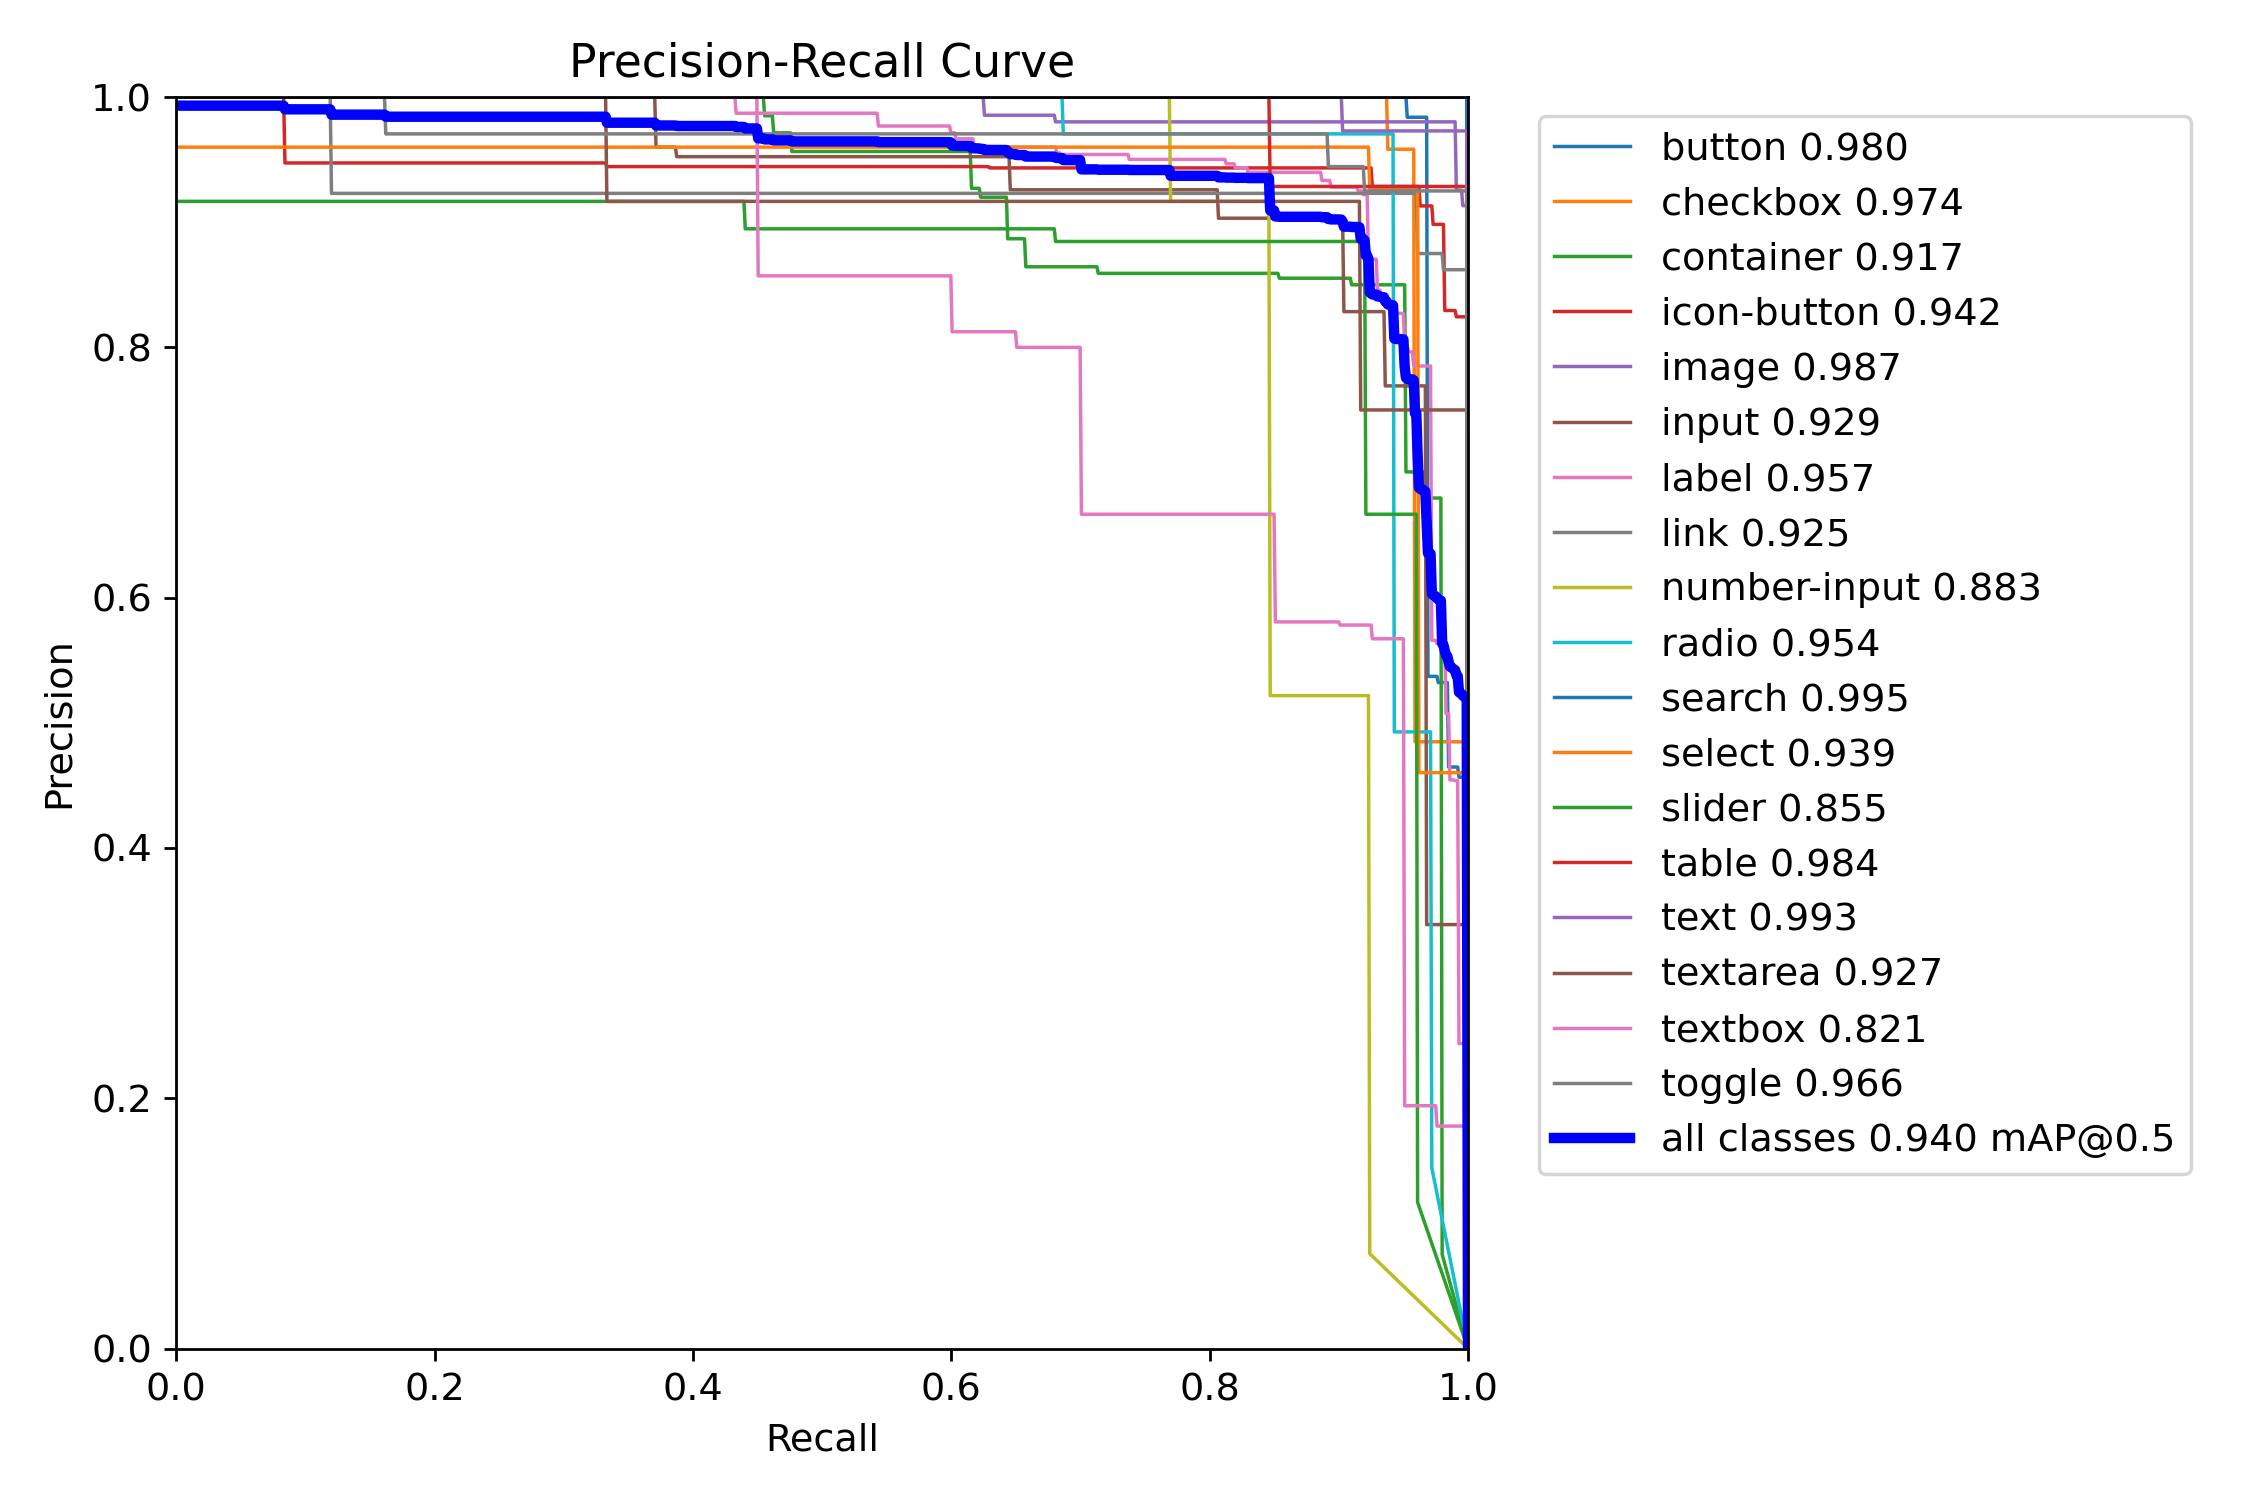 Precision-Recall Curve
1.0
0.8
0.6
0.4
0.2
0.0
Precision
0.0 0.2 0.4 0.6 0.8 1.0
Recall
button 0.980
checkbox 0.974
container 0.917
icon-button 0.942
image 0.987
input 0.929
label 0.957
link 0.925
number-input 0.883
radio 0.954
search 0.995
select 0.939
slider 0.855
table 0.984
text 0.993
textarea 0.927
textbox 0.821
toggle 0.966
all classes 0.940 mAP@0.5